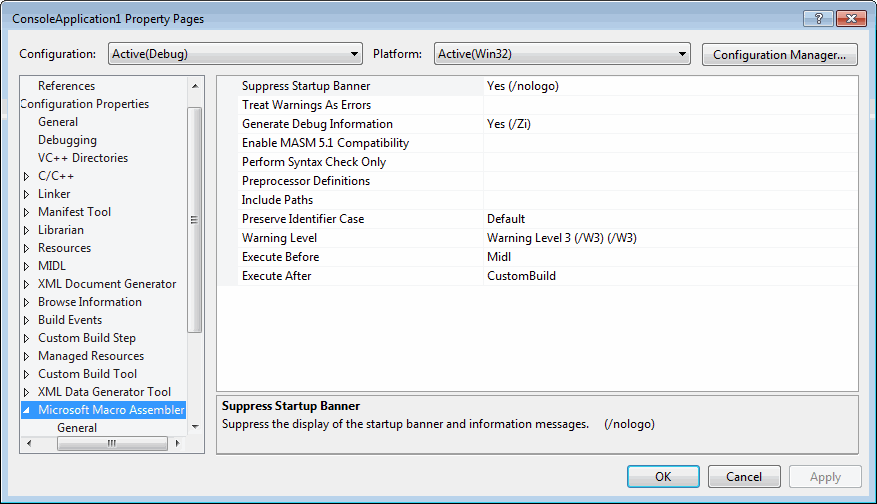 ConsoleApplication1 Property Pages
Configuration: Active(Debug) Platform: Active(Win32) Configuration Manager...
References
Configuration Properties
General
Debugging
VC++ Directories
C/C++
Linker
Manifest Tool
Librarian
Resources
MIDL
XML Document Generator
Browse Information
Build Events
Custom Build Step
Managed Resources
Custom Build Tool
XML Data Generator Tool
Microsoft Macro Assembler
General
Suppress Startup Banner Yes (/nologo)
Treat Warnings As Errors
Generate Debug Information Yes (/Zi)
Enable MASM 5.1 Compatibility
Perform Syntax Check Only
Preprocessor Definitions
Include Paths
Preserve Identifier Case Default
Warning Level Warning Level 3 (/W3) (/W3)
Execute Before Midl
Execute After CustomBuild
Suppress Startup Banner
Suppress the display of the startup banner and information messages. (/nologo)
OK Cancel Apply